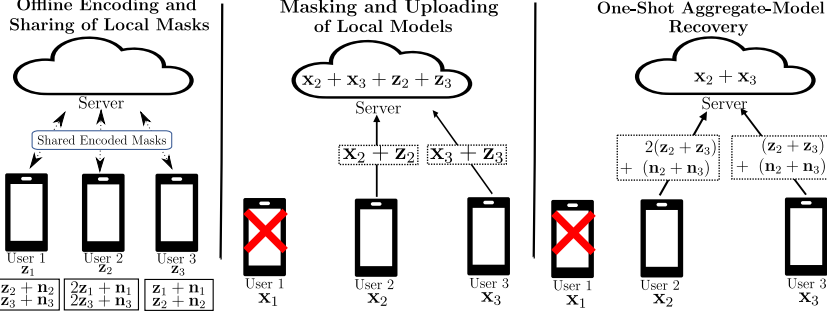 Offline Encoding and
Sharing of Local Masks
Server
Shared Encoded Masks
User 1
z₁
z₂ + n₂
z₃ + n₃
User 2
z₂
2z₁ + n₁
2z₃ + n₃
User 3
z₃
z₁ + n₁
z₂ + n₂
Masking and Uploading
of Local Models
x₂ + x₃ + z₂ + z₃
Server
x₂ + z₂
x₃ + z₃
User 1
x₁
User 2
x₂
User 3
x₃
One-Shot Aggregate-Model
Recovery
x₂ + x₃
Server
2(z₂ + z₃)
+ (n₂ + n₃)
(z₂ + z₃)
+ (n₂ + n₃)
User 1
x₁
User 2
x₂
User 3
x₃